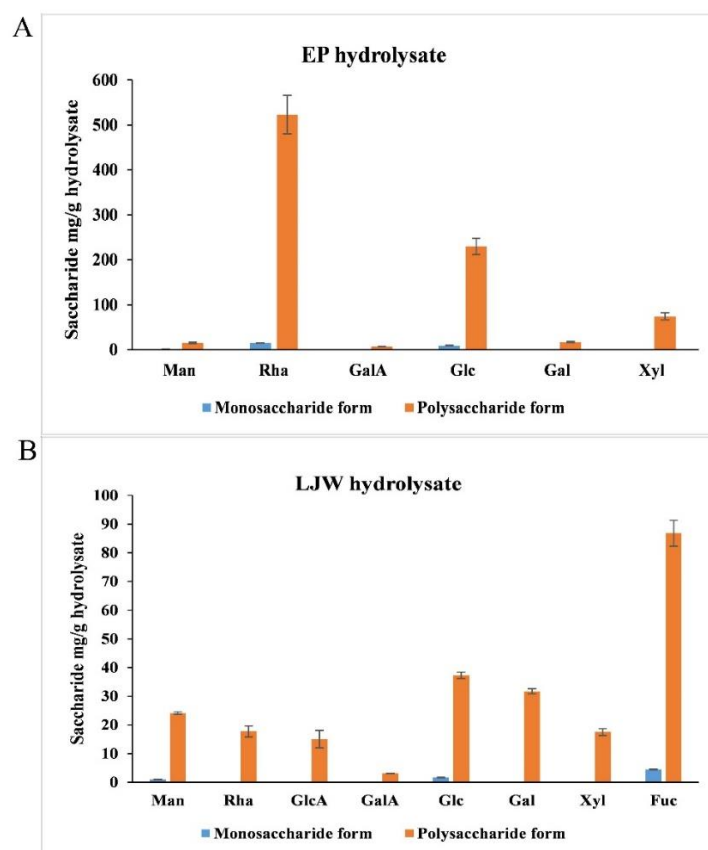 A
EP hydrolysate
Saccharide mg/g hydrolysate
600
500
400
300
200
100
0
Man Rha GalA Glc Gal Xyl
Monosaccharide form Polysaccharide form
B
LJW hydrolysate
Saccharide mg/g hydrolysate
100
90
80
70
60
50
40
30
20
10
0
Man Rha GlcA GalA Glc Gal Xyl Fuc
Monosaccharide form Polysaccharide form